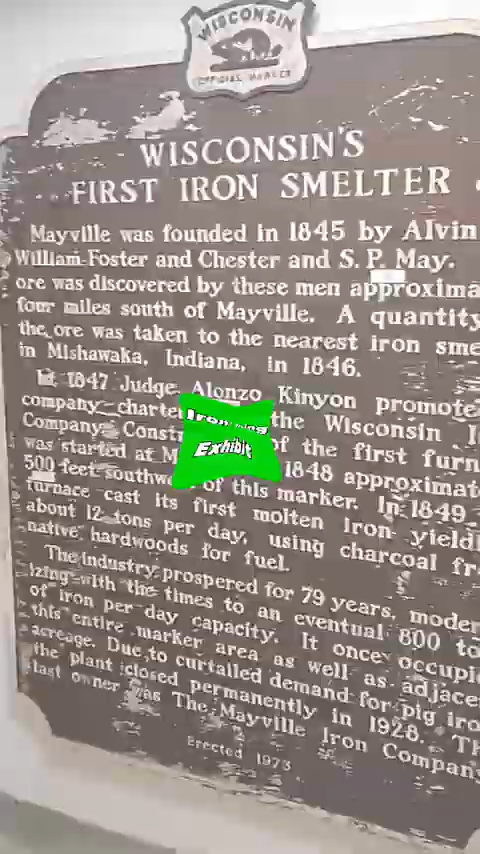 WISCONSIN
OFFICIAL MARKER
WISCONSIN'S
FIRST IRON SMELTER
Mayville was founded in 1845 by Alvin
William Foster and Chester and S. P. May.
ore was discovered by these men approxima
four miles south of Mayville. A quantity
the ore was taken to the nearest iron sme
in Mishawaka, Indiana, in 1846.
In 1847 Judge Alonzo Kinyon promote
company charte the Wisconsin I
Company. Constr of the first furn
was started at M 1848 approximat
500 feet southw of this marker. In 1849
furnace cast its first molten iron yieldi
about 12 tons per day, using charcoal fr
native hardwoods for fuel.
The industry prospered for 79 years, moder
izing with the times to an eventual 800 to
of iron per day capacity. It once occupi
this entire marker area as well as adjace
acreage. Due to curtailed demand for pig iro
the plant closed permanently in 1928. Th
last owner was The Mayville Iron Company
Erected 1973
Exhibit